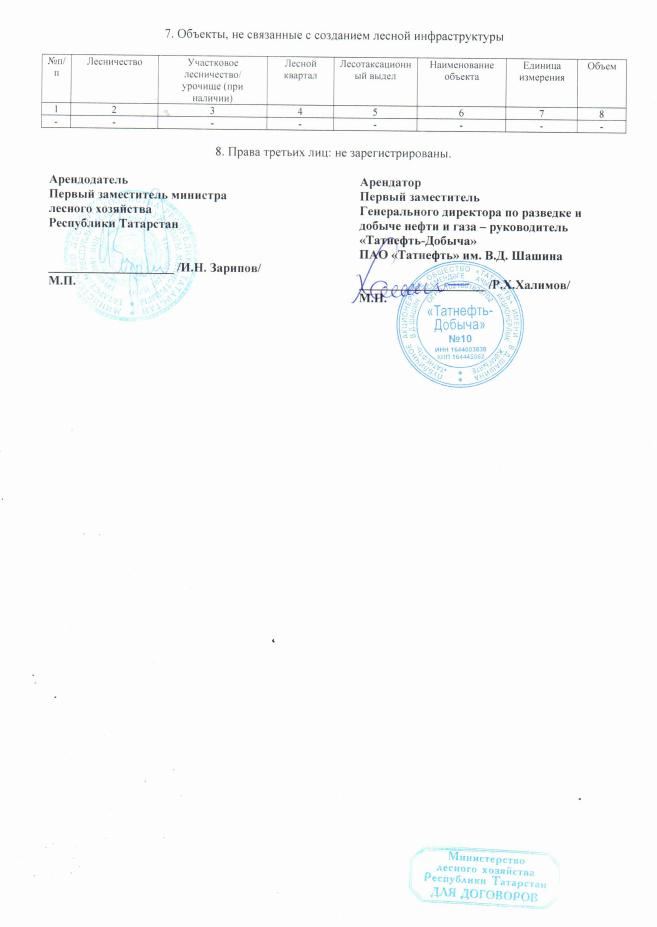 7. Объекты, не связанные с созданием лесной инфраструктуры
№п/п Лесничество Участковое лесничество/ урочище (при наличии) Лесной квартал Лесотаксационный выдел Наименование объекта Единица измерения Объем
1 2 3 4 5 6 7 8
- - - - - - - -
8. Права третьих лиц: не зарегистрированы.
Арендодатель
Первый заместитель министра
лесного хозяйства
Республики Татарстан
/И.Н. Зарипов/
М.П.
Арендатор
Первый заместитель
Генерального директора по разведке и
добыче нефти и газа – руководитель
«Татнефть-Добыча»
ПАО «Татнефть» им. В.Д. Шашина
/Р.Х.Халимов/
М.П.
«Татнефть-
Добыча»
№10
ИНН 1644003838
Министерство
лесного хозяйства
Республики Татарстан
ДЛЯ ДОГОВОРОВ